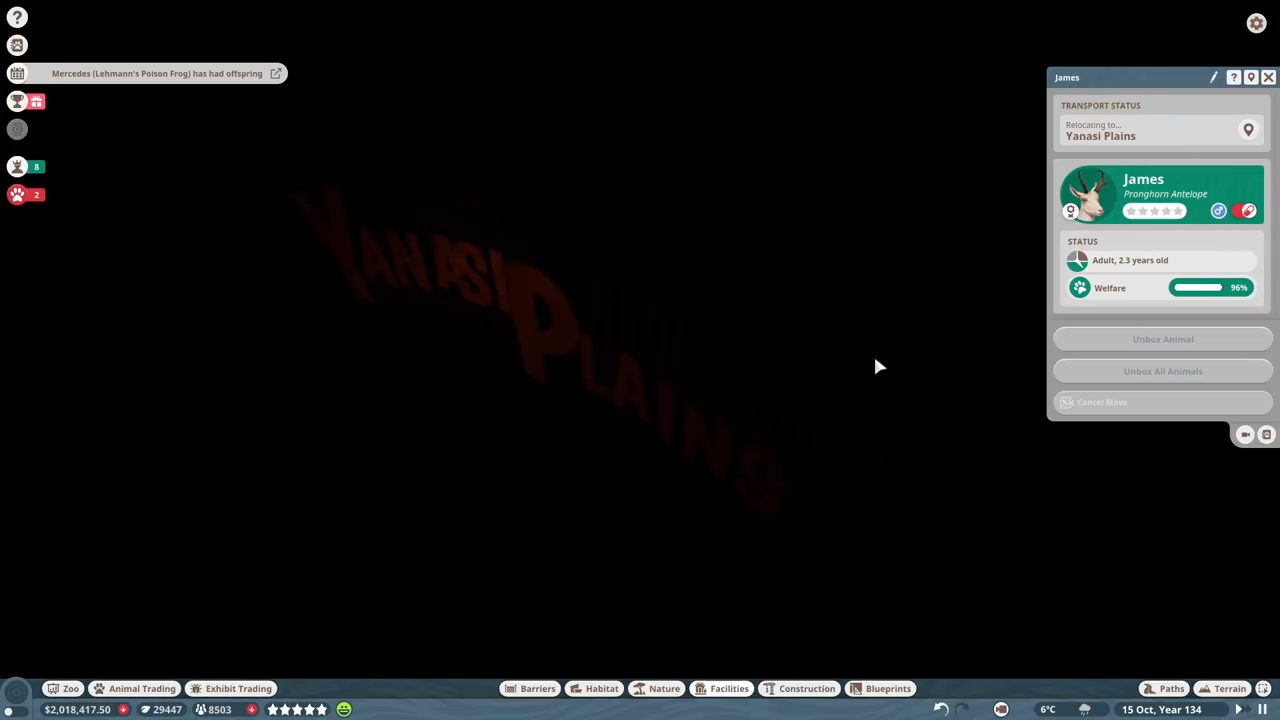 ?
Mercedes (Lehmann's Poison Frog) has had offspring
8
2
YANASI PLAINS
James
?
TRANSPORT STATUS
Relocating to...
Yanasi Plains
James
Pronghorn Antelope
STATUS
Adult, 2.3 years old
Welfare
96%
Unbox Animal
Unbox All Animals
Cancel Move
Zoo
Animal Trading
Exhibit Trading
Barriers
Habitat
Nature
Facilities
Construction
Blueprints
Paths
Terrain
$2,018,417.50
29447
8503
6°C
15 Oct, Year 134